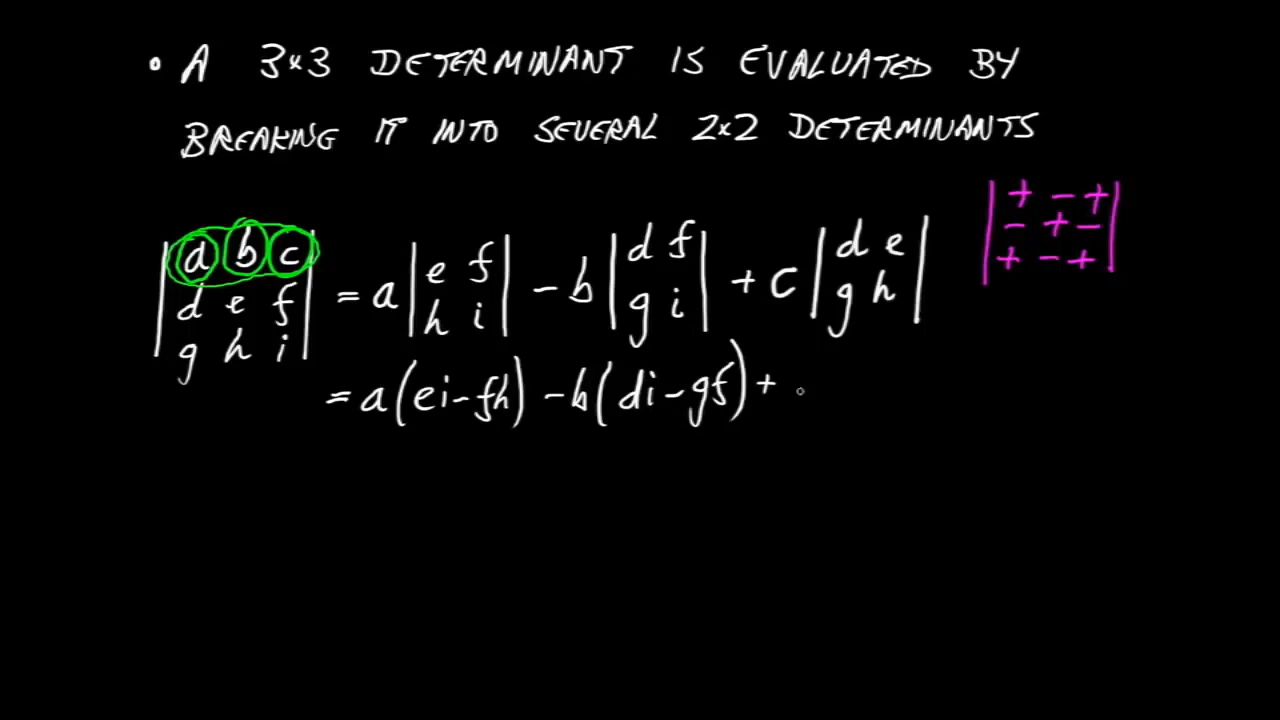 • A 3×3 DETERMINANT IS EVALUATED BY
BREAKING IT INTO SEVERAL 2×2 DETERMINANTS
|a b c|
|d e f|
|g h i|
= a |e f| - b |d f| + c |d e|
|h i| |g i| |g h|
= a(ei-fh) - b(di-gf) +
|+ - +|
|- + -|
|+ - +|